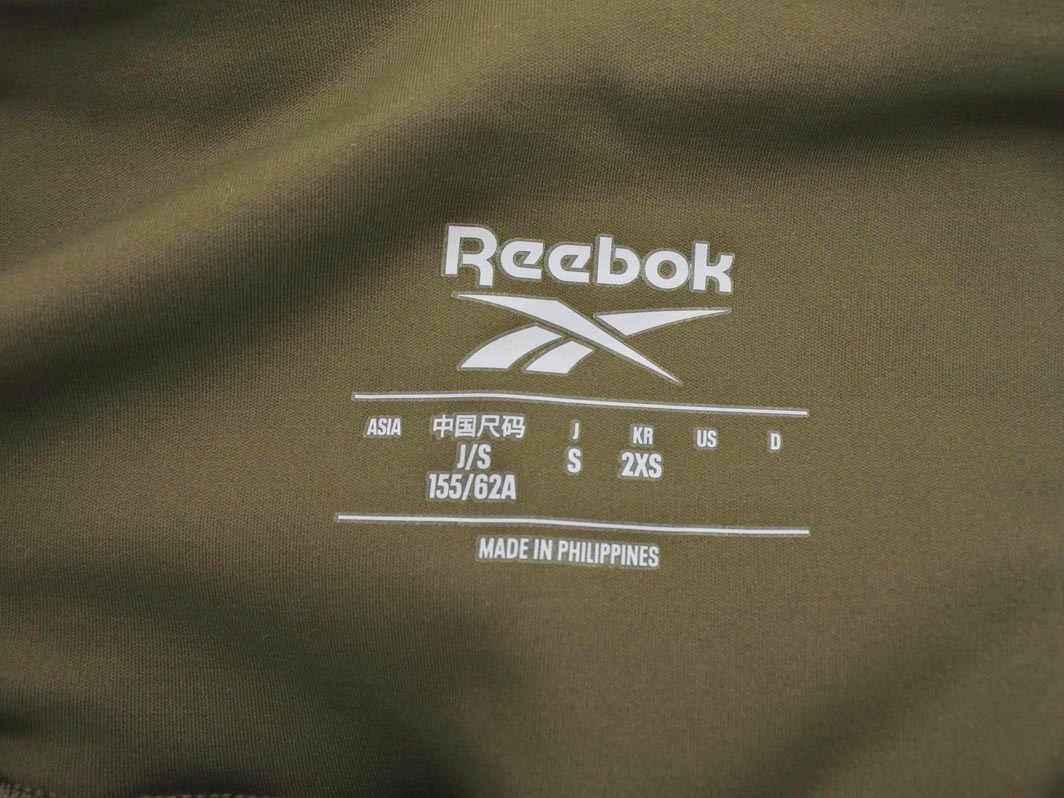 Reebok
ASIA 中国尺码 J KR US D
J/S S 2XS
155/62A
MADE IN PHILIPPINES